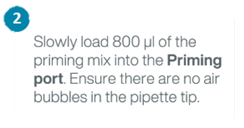 2
Slowly load 800 µl of the
priming mix into the Priming
port. Ensure there are no air
bubbles in the pipette tip.